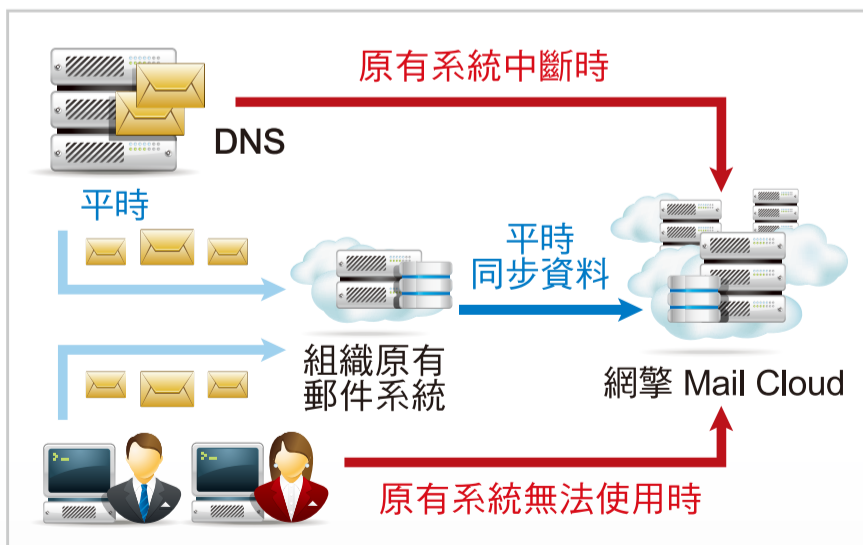 原有系統中斷時
DNS
平時
平時
同步資料
組織原有
郵件系統
網擎 Mail Cloud
原有系統無法使用時